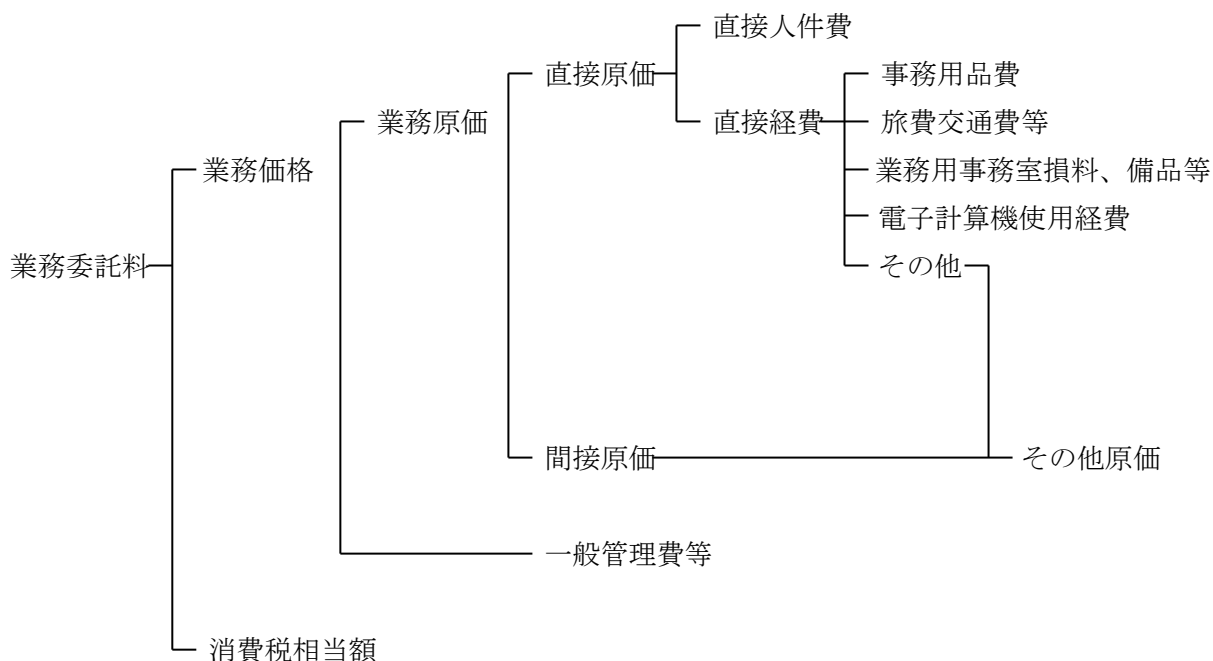 直接人件費
直接原価
事務用品費
業務原価
直接経費
旅費交通費等
業務価格
業務用事務室損料、備品等
電子計算機使用経費
業務委託料
その他
間接原価
その他原価
一般管理費等
消費税相当額